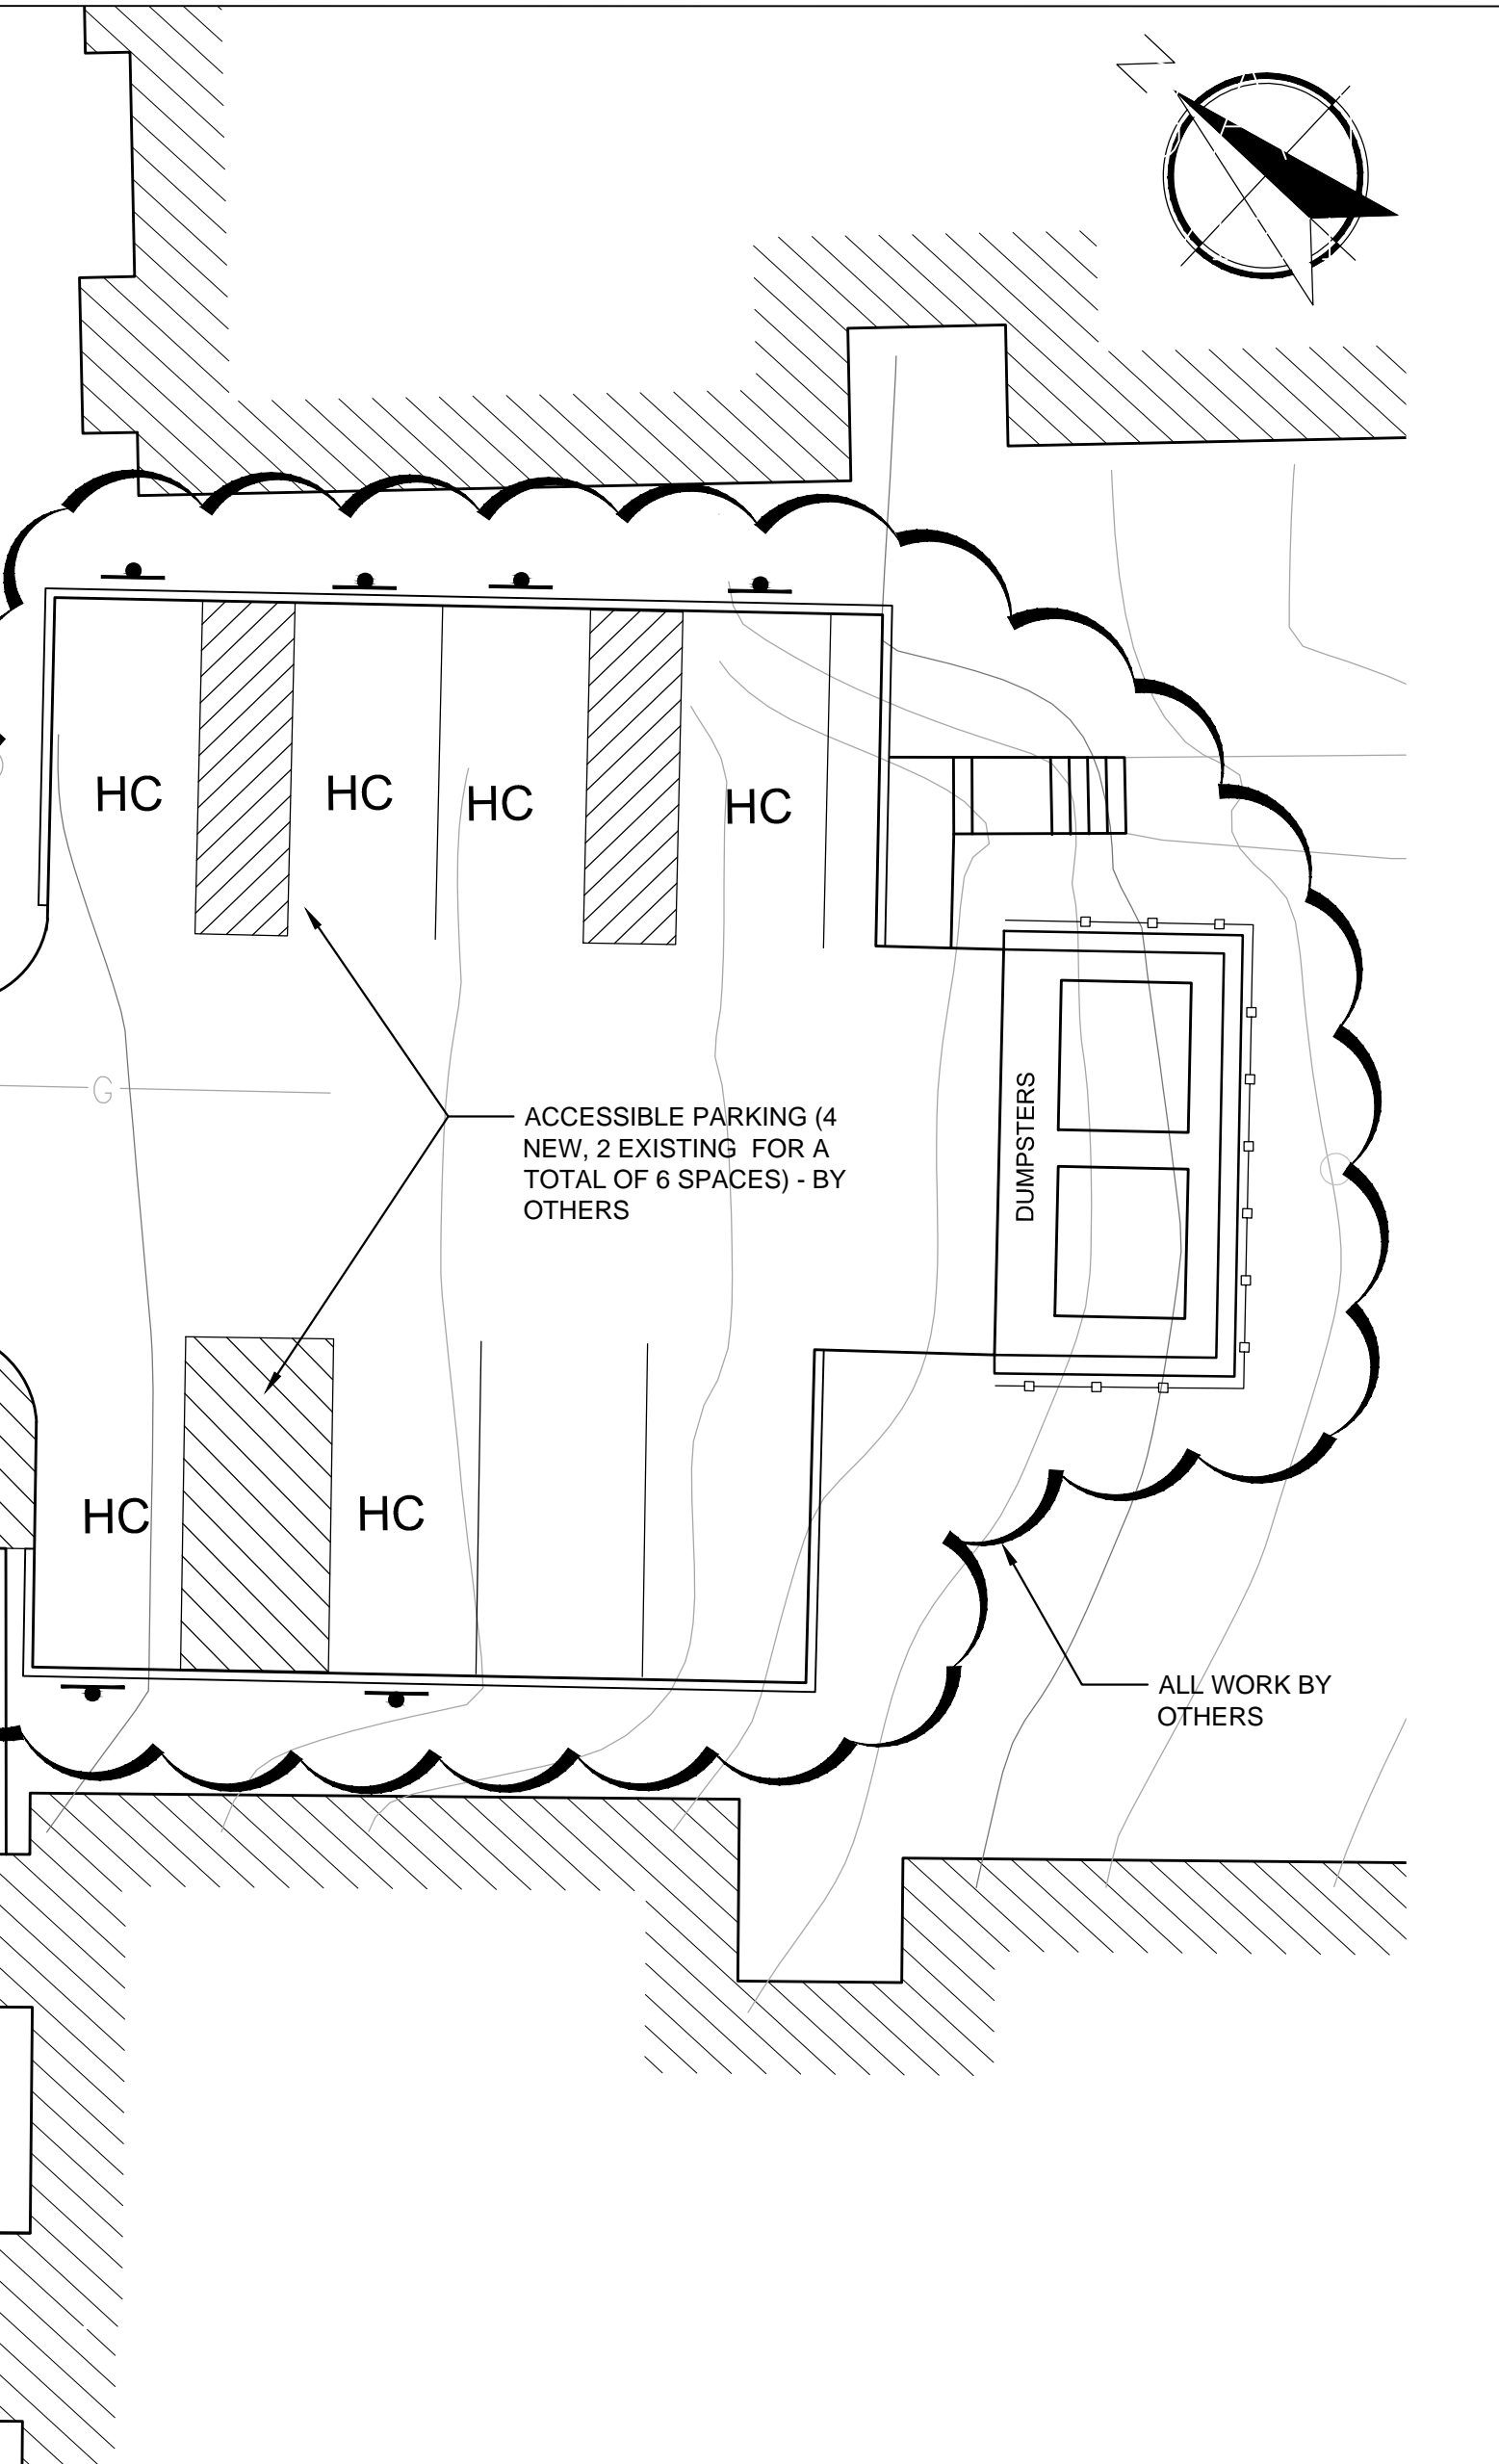 N
HC
HC
HC
HC
DUMPSTERS
G
ACCESSIBLE PARKING (4
NEW, 2 EXISTING  FOR A
TOTAL OF 6 SPACES) - BY
OTHERS
HC
HC
ALL WORK BY
OTHERS